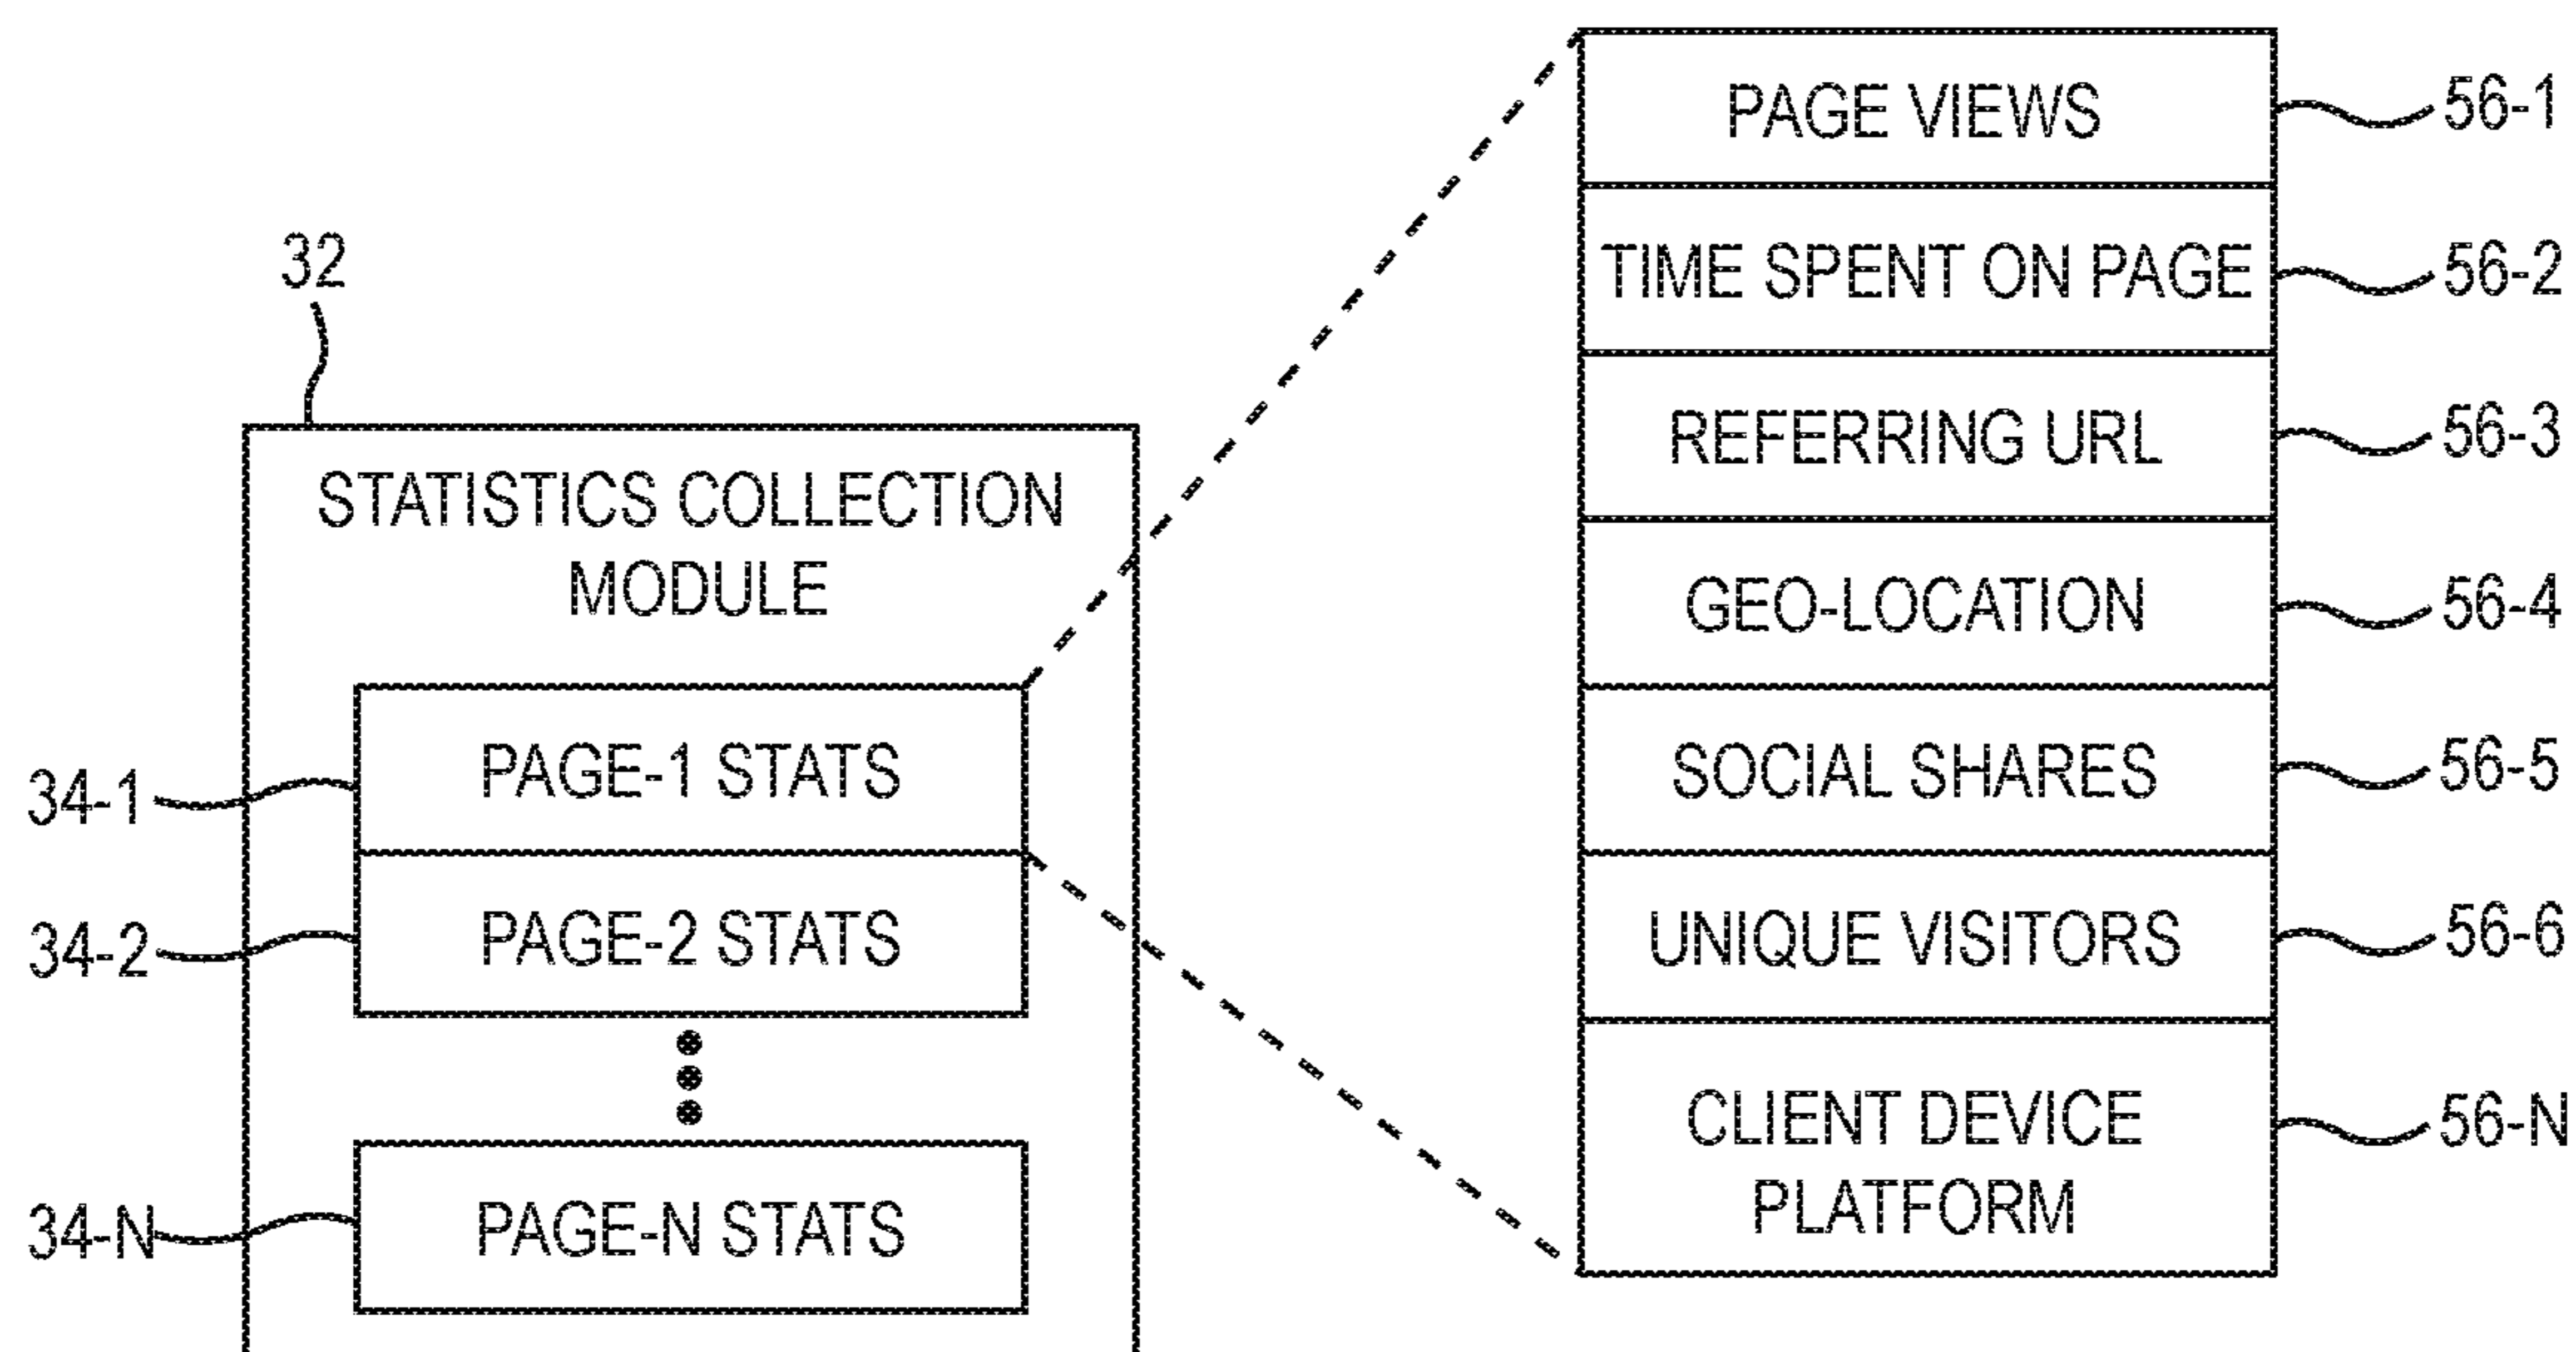 32
STATISTICS COLLECTION
MODULE
34-1
PAGE-1 STATS
34-2
PAGE-2 STATS
34-N
PAGE-N STATS
PAGE VIEWS
56-1
TIME SPENT ON PAGE
56-2
REFERRING URL
56-3
GEO-LOCATION
56-4
SOCIAL SHARES
56-5
UNIQUE VISITORS
56-6
CLIENT DEVICE
PLATFORM
56-N